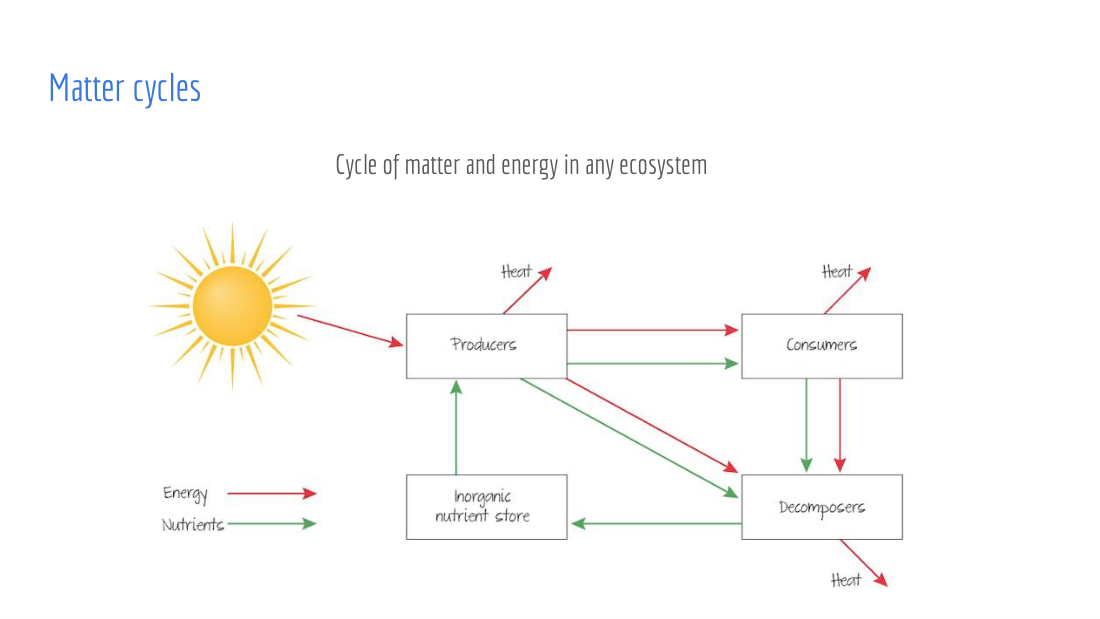 Matter cycles
Cycle of matter and energy in any ecosystem
Heat
Heat
Producers
Consumers
Energy
Nutrients
Inorganic
nutrient store
Decomposers
Heat